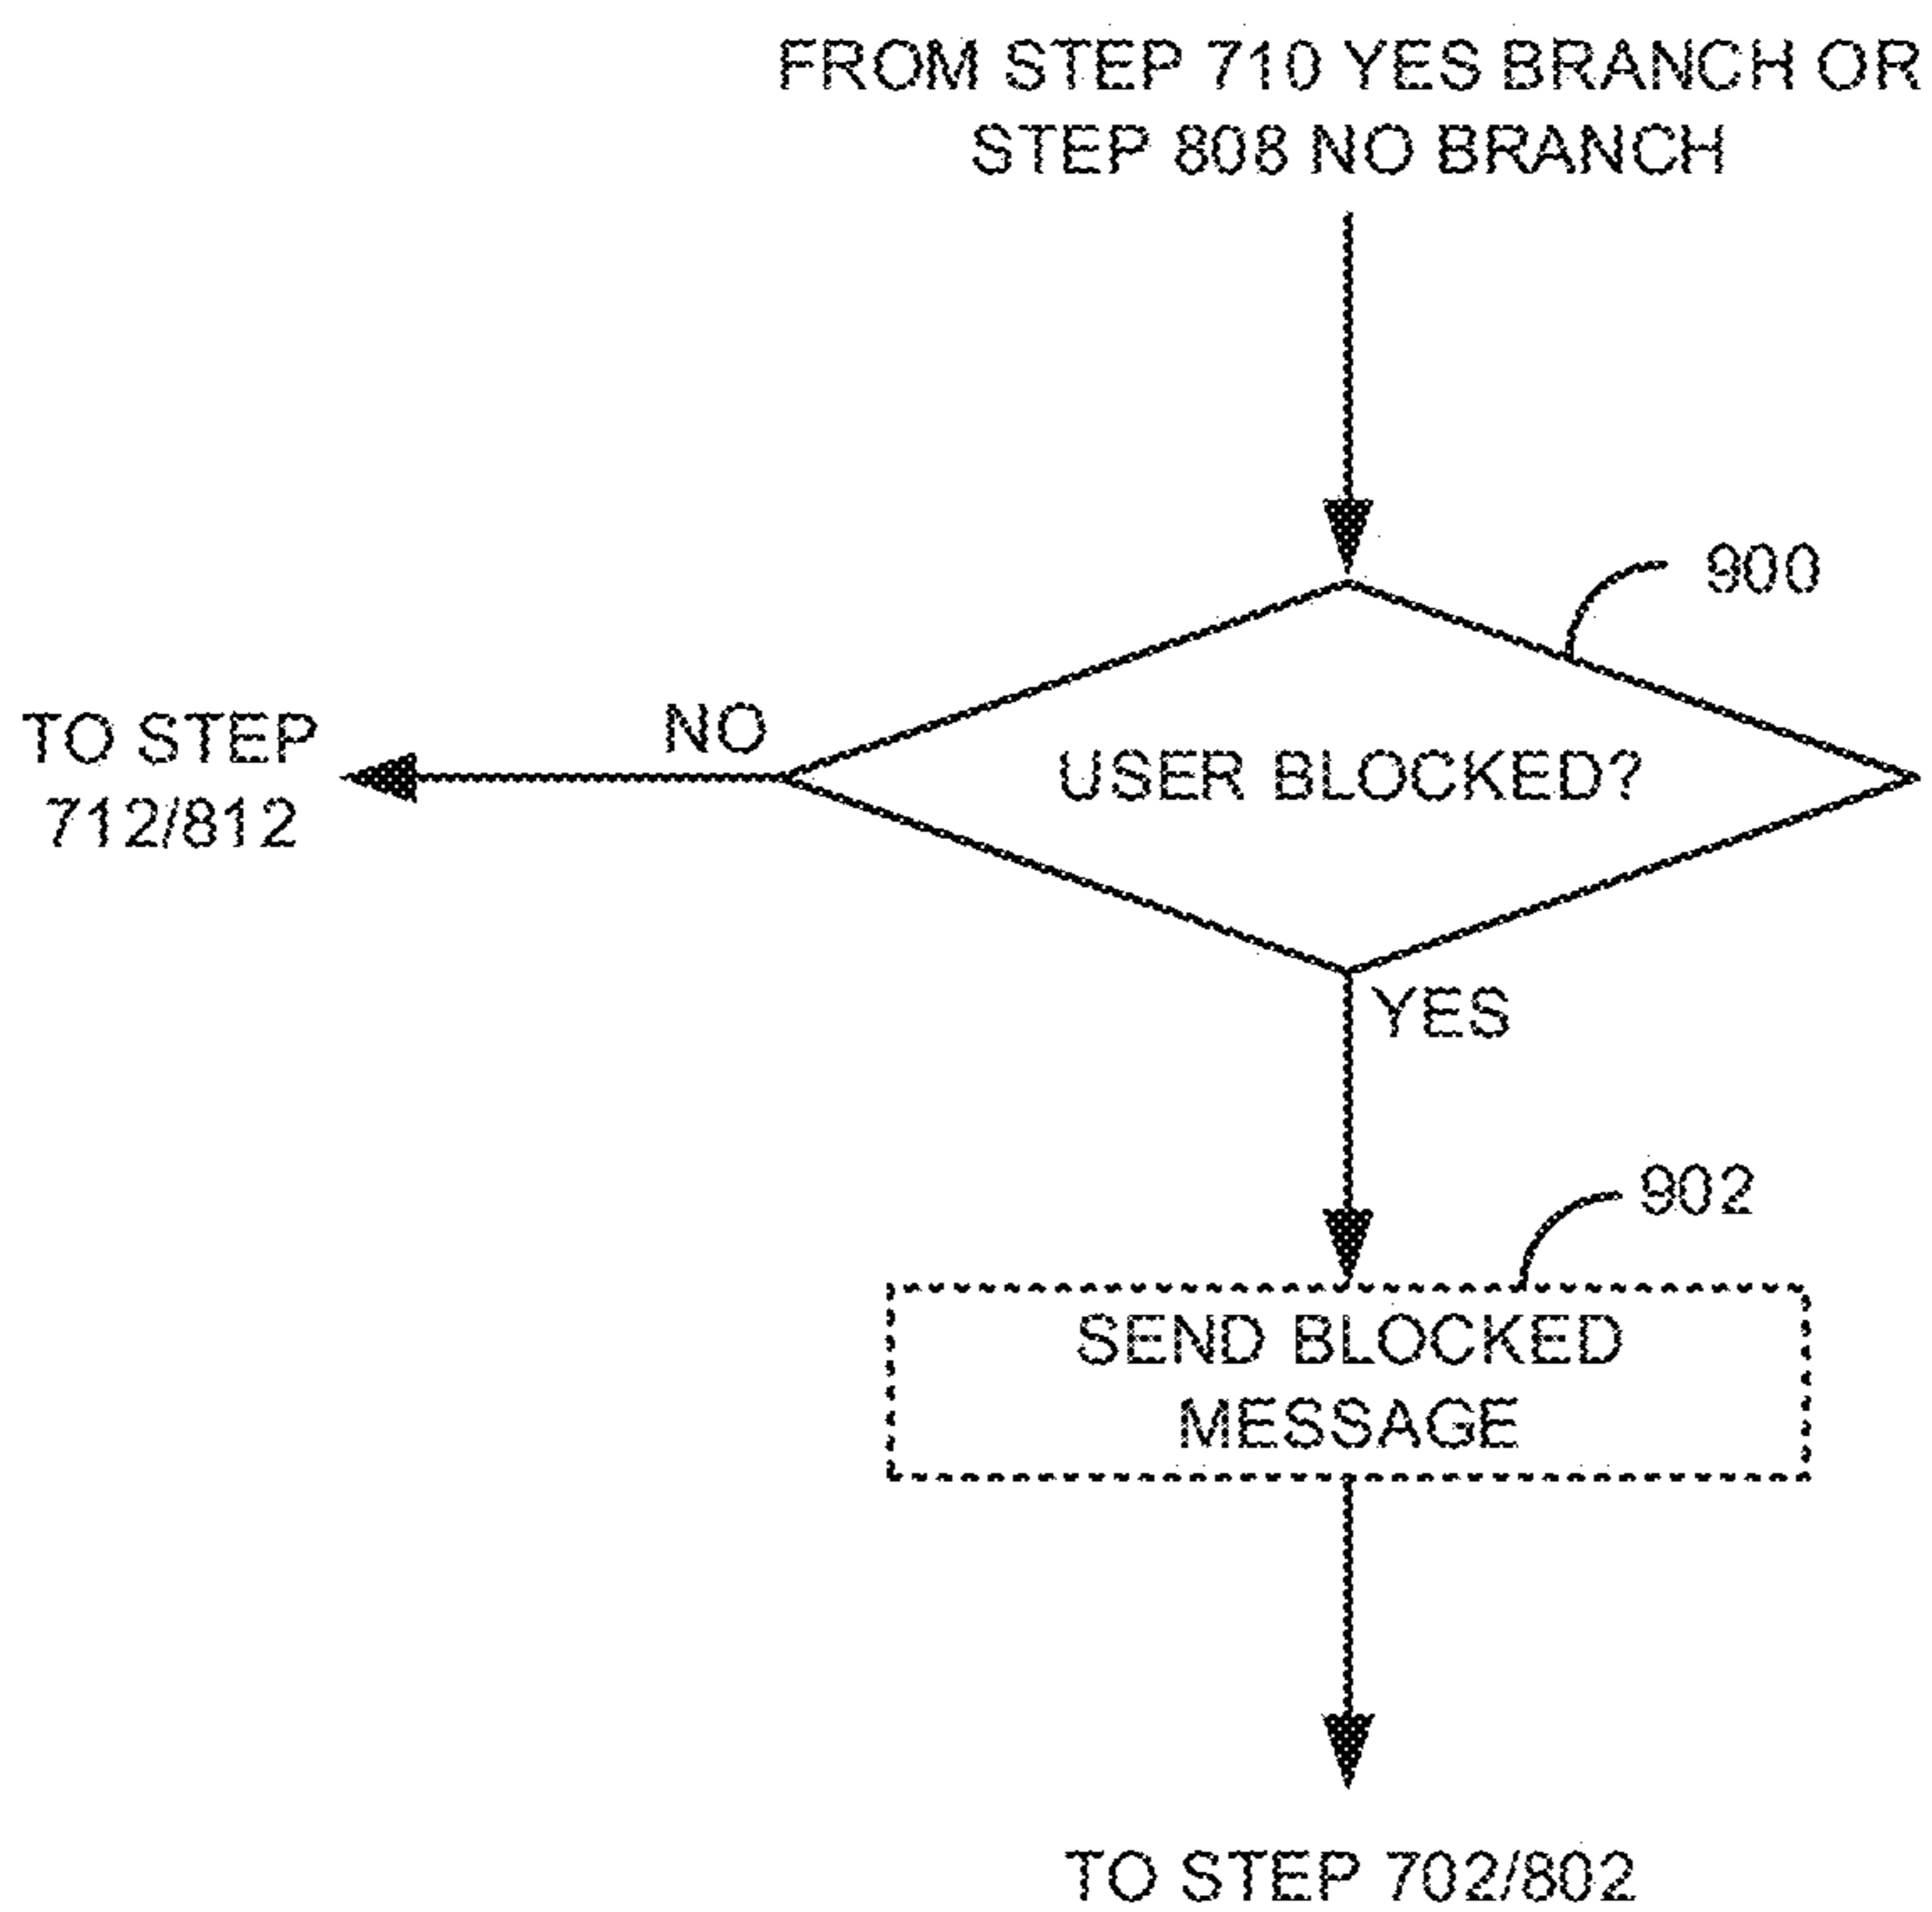 FROM STEP 710 YES BRANCH OR
STEP 808 NO BRANCH
900
NO
TO STEP
712/812
USER BLOCKED?
YES
902
SEND BLOCKED
MESSAGE
TO STEP 702/802